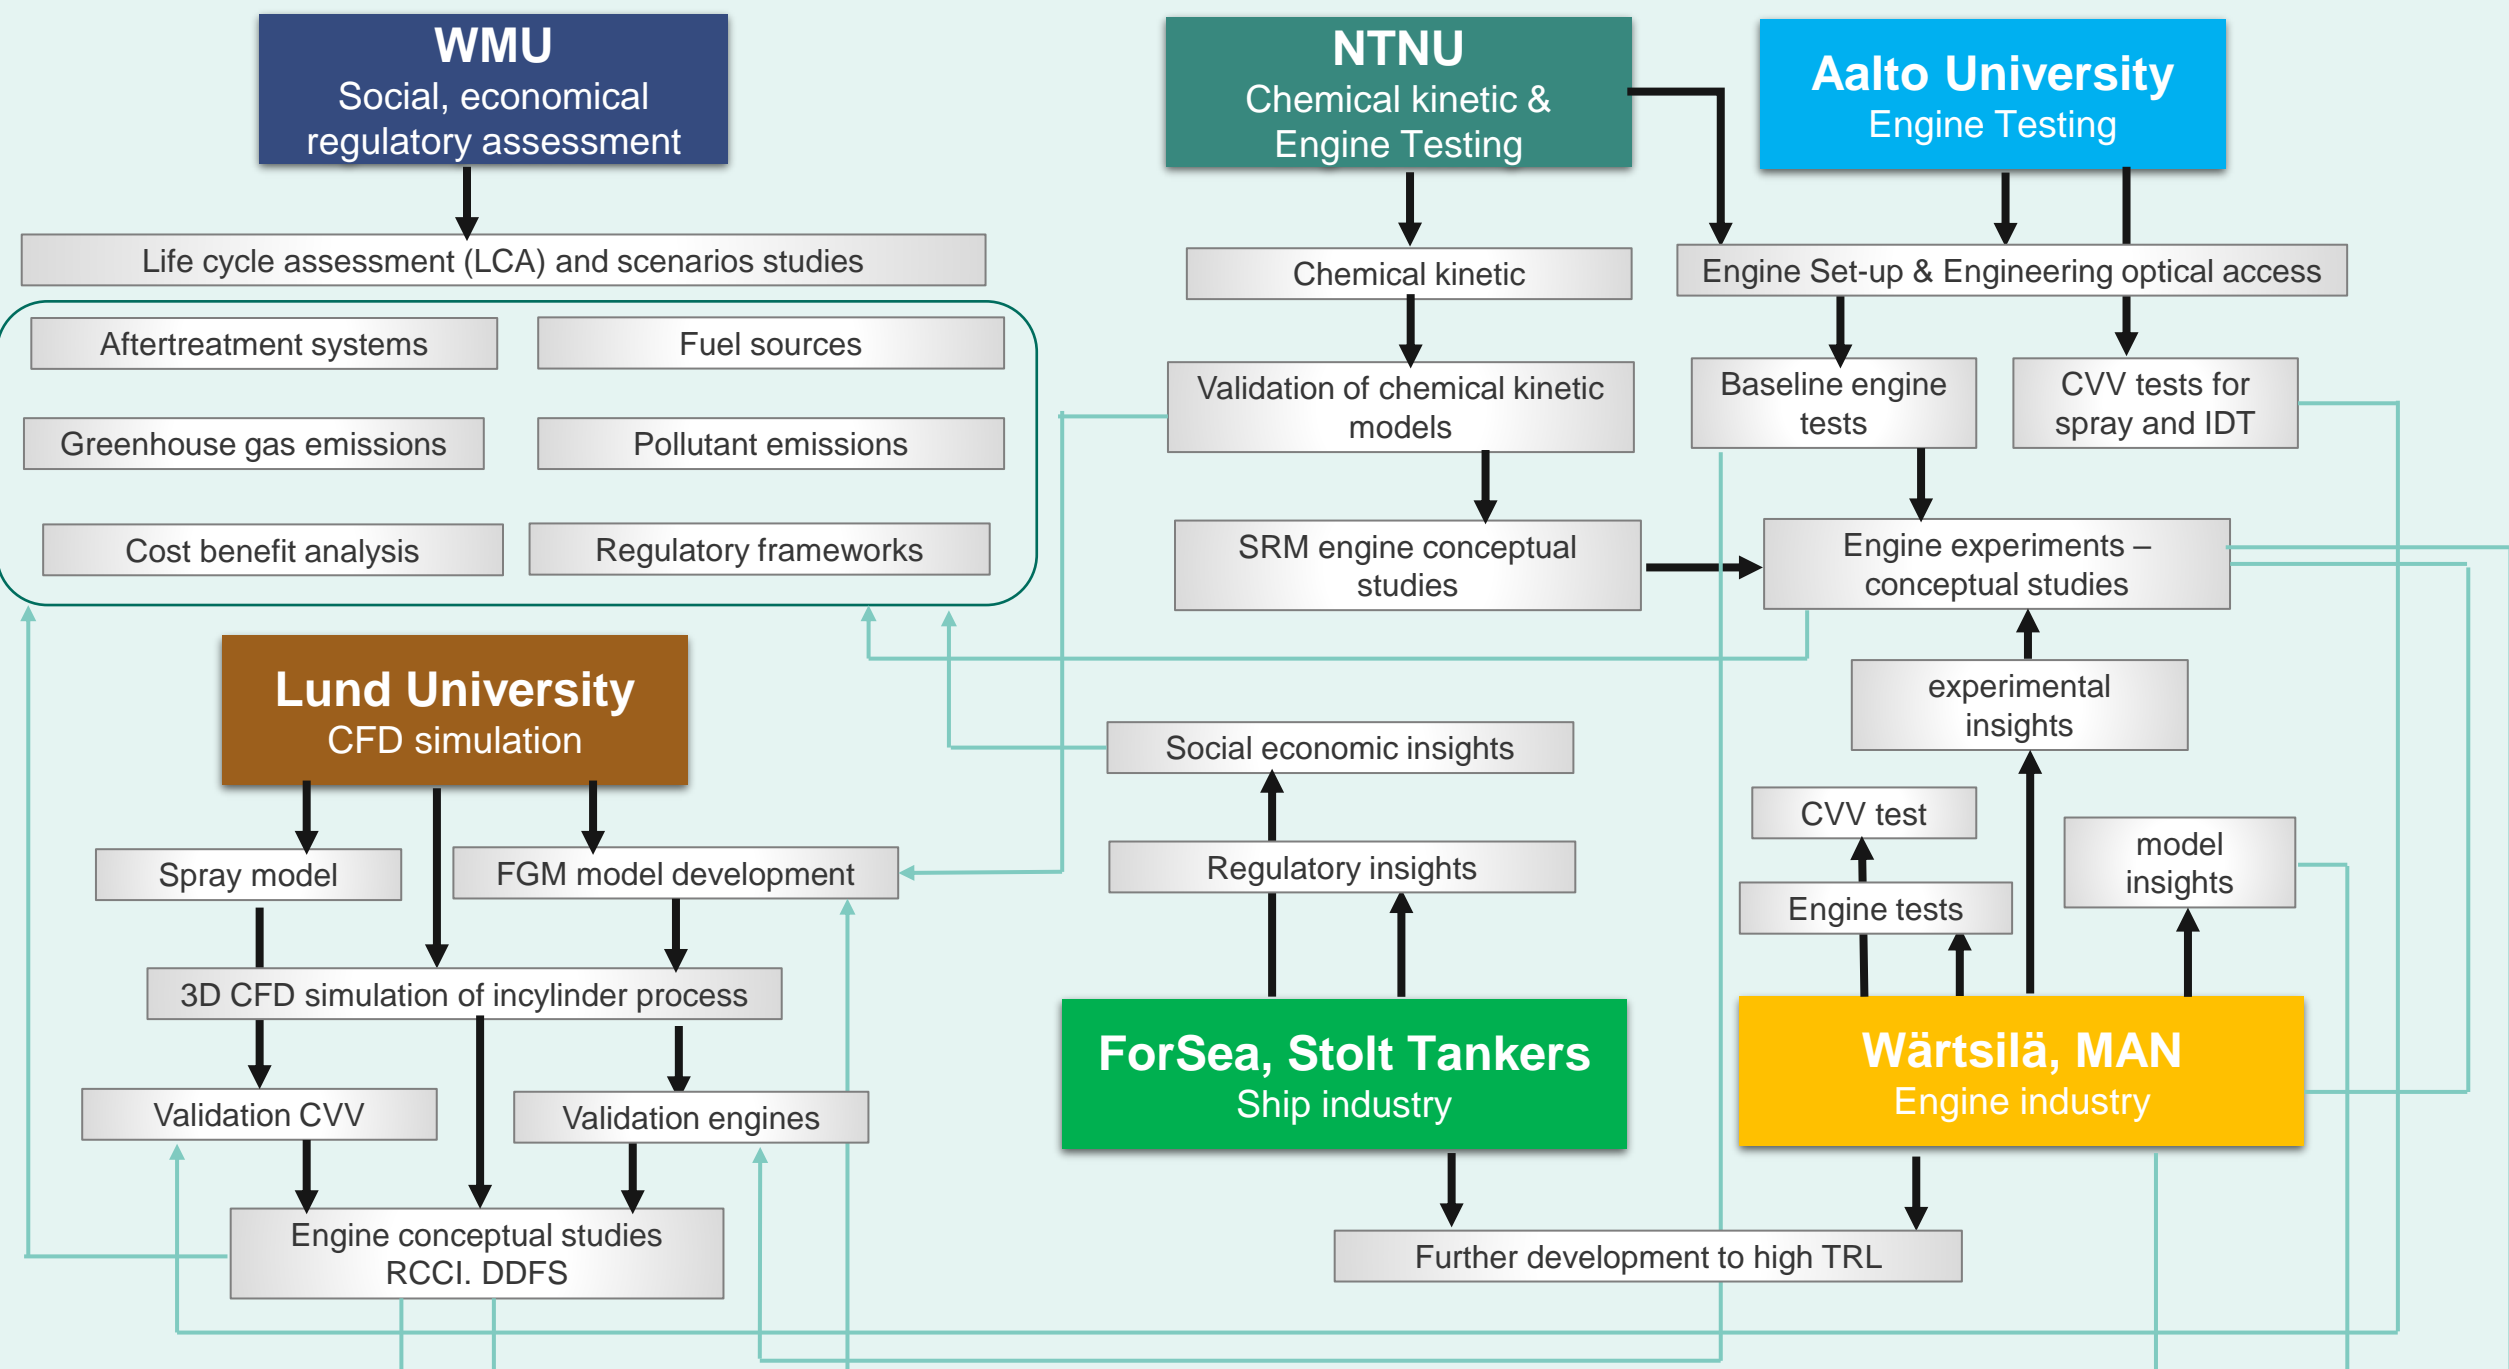 WMU
Social, economical
regulatory assessment
NTNU
Chemical kinetic &
Engine Testing
Aalto University
Engine Testing
Life cycle assessment (LCA) and scenarios studies
Chemical kinetic
Engine Set-up & Engineering optical access
Aftertreatment systems
Fuel sources
Validation of chemical kinetic
models
Baseline engine
tests
CVV tests for
spray and IDT
Greenhouse gas emissions
Pollutant emissions
Cost benefit analysis
Regulatory frameworks
SRM engine conceptual
studies
Engine experiments –
conceptual studies
Lund University
CFD simulation
experimental
insights
Social economic insights
CVV test
model
insights
Spray model
FGM model development
Regulatory insights
Engine tests
3D CFD simulation of incylinder process
ForSea, Stolt Tankers
Ship industry
Wärtsilä, MAN
Engine industry
Validation CVV
Validation engines
Engine conceptual studies
RCCI. DDFS
Further development to high TRL